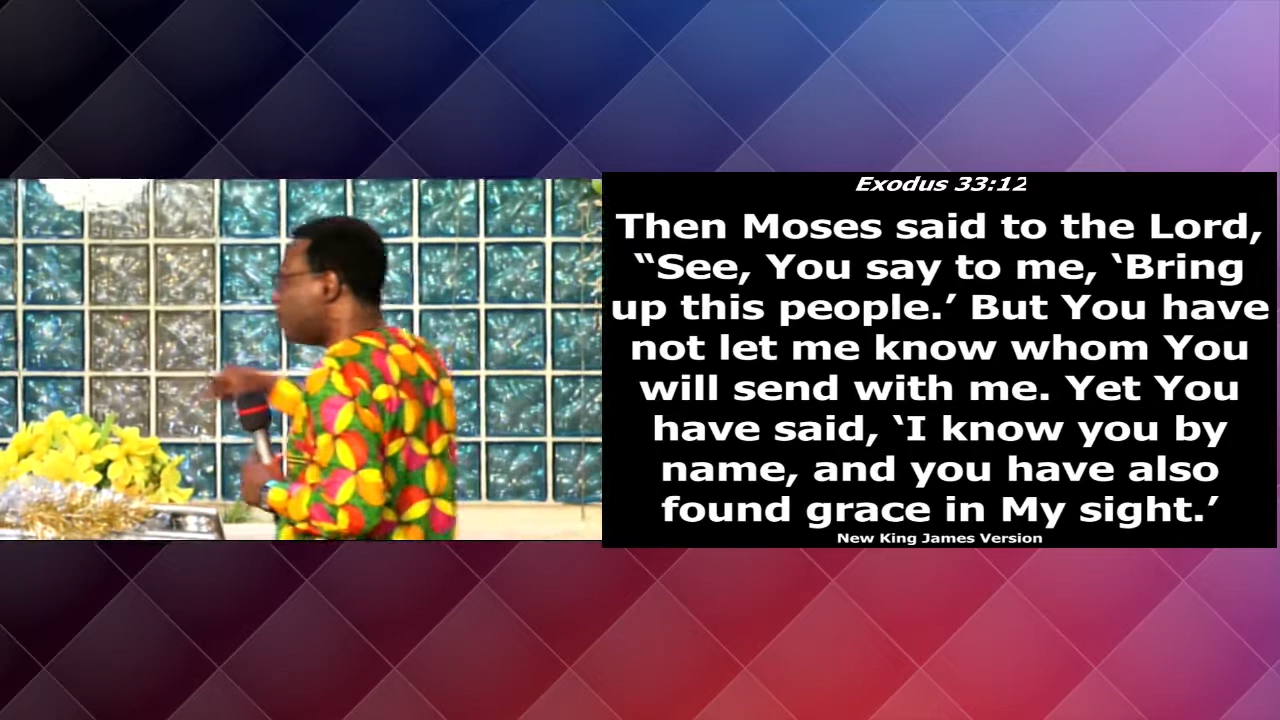 Exodus 33:12
Then Moses said to the Lord,
“See, You say to me, ‘Bring
up this people.’ But You have
not let me know whom You
will send with me. Yet You
have said, ‘I know you by
name, and you have also
found grace in My sight.’
New King James Version